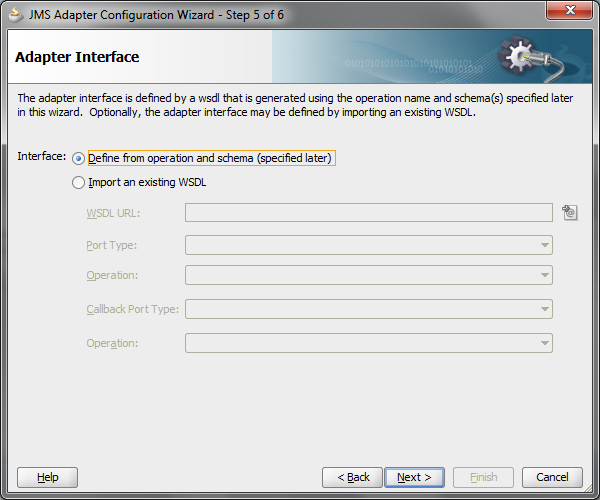 JMS Adapter Configuration Wizard - Step 5 of 6
Adapter Interface
010101010101010101010101
01010101010
The adapter interface is defined by a wsdl that is generated using the operation name and schema(s) specified later
in this wizard.  Optionally, the adapter interface may be defined by importing an existing WSDL.
Interface: Define from operation and schema (specified later)
Import an existing WSDL
WSDL URL:
Port Type:
Operation:
Callback Port Type:
Operation:
Help < Back Next > Finish Cancel